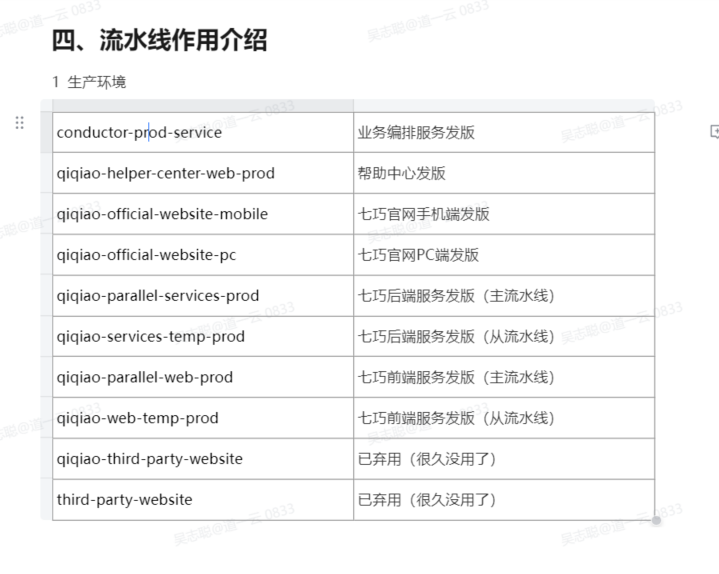 四、流水线作用介绍
1 生产环境
conductor-prod-service 业务编排服务发版
qiqiao-helper-center-web-prod 帮助中心发版
qiqiao-official-website-mobile 七巧官网手机端发版
qiqiao-official-website-pc 七巧官网PC端发版
qiqiao-parallel-services-prod 七巧后端服务发版（主流水线）
qiqiao-services-temp-prod 七巧后端服务发版（从流水线）
qiqiao-parallel-web-prod 七巧前端服务发版（主流水线）
qiqiao-web-temp-prod 七巧前端服务发版（从流水线）
qiqiao-third-party-website 已弃用（很久没用了）
third-party-website 已弃用（很久没用了）
吴志聪@道一云 0833